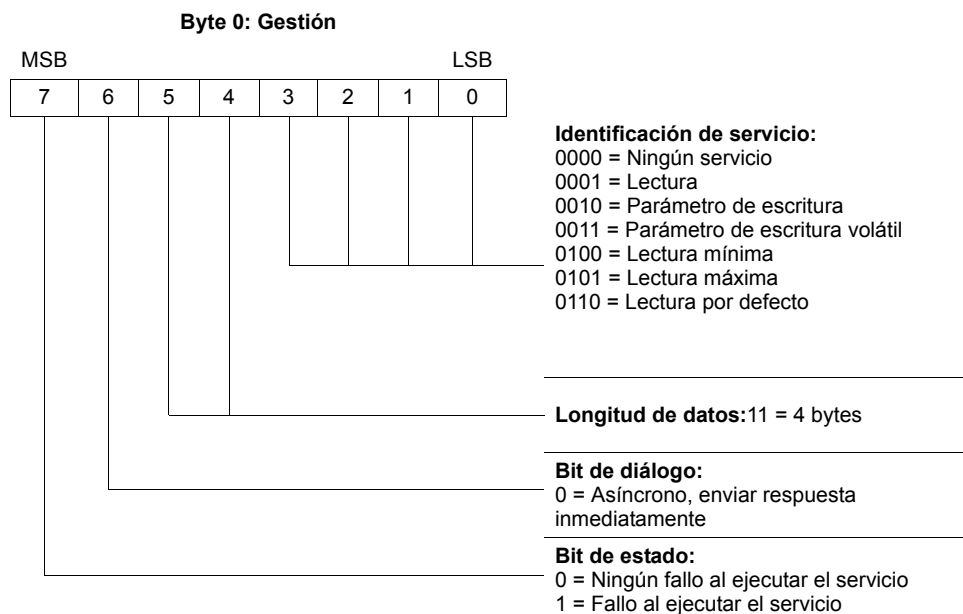 Byte 0: Gestión
MSB LSB
7 6 5 4 3 2 1 0
Identificación de servicio:
0000 = Ningún servicio
0001 = Lectura
0010 = Parámetro de escritura
0011 = Parámetro de escritura volátil
0100 = Lectura mínima
0101 = Lectura máxima
0110 = Lectura por defecto
Longitud de datos:11 = 4 bytes
Bit de diálogo:
0 = Asíncrono, enviar respuesta
inmediatamente
Bit de estado:
0 = Ningún fallo al ejecutar el servicio
1 = Fallo al ejecutar el servicio